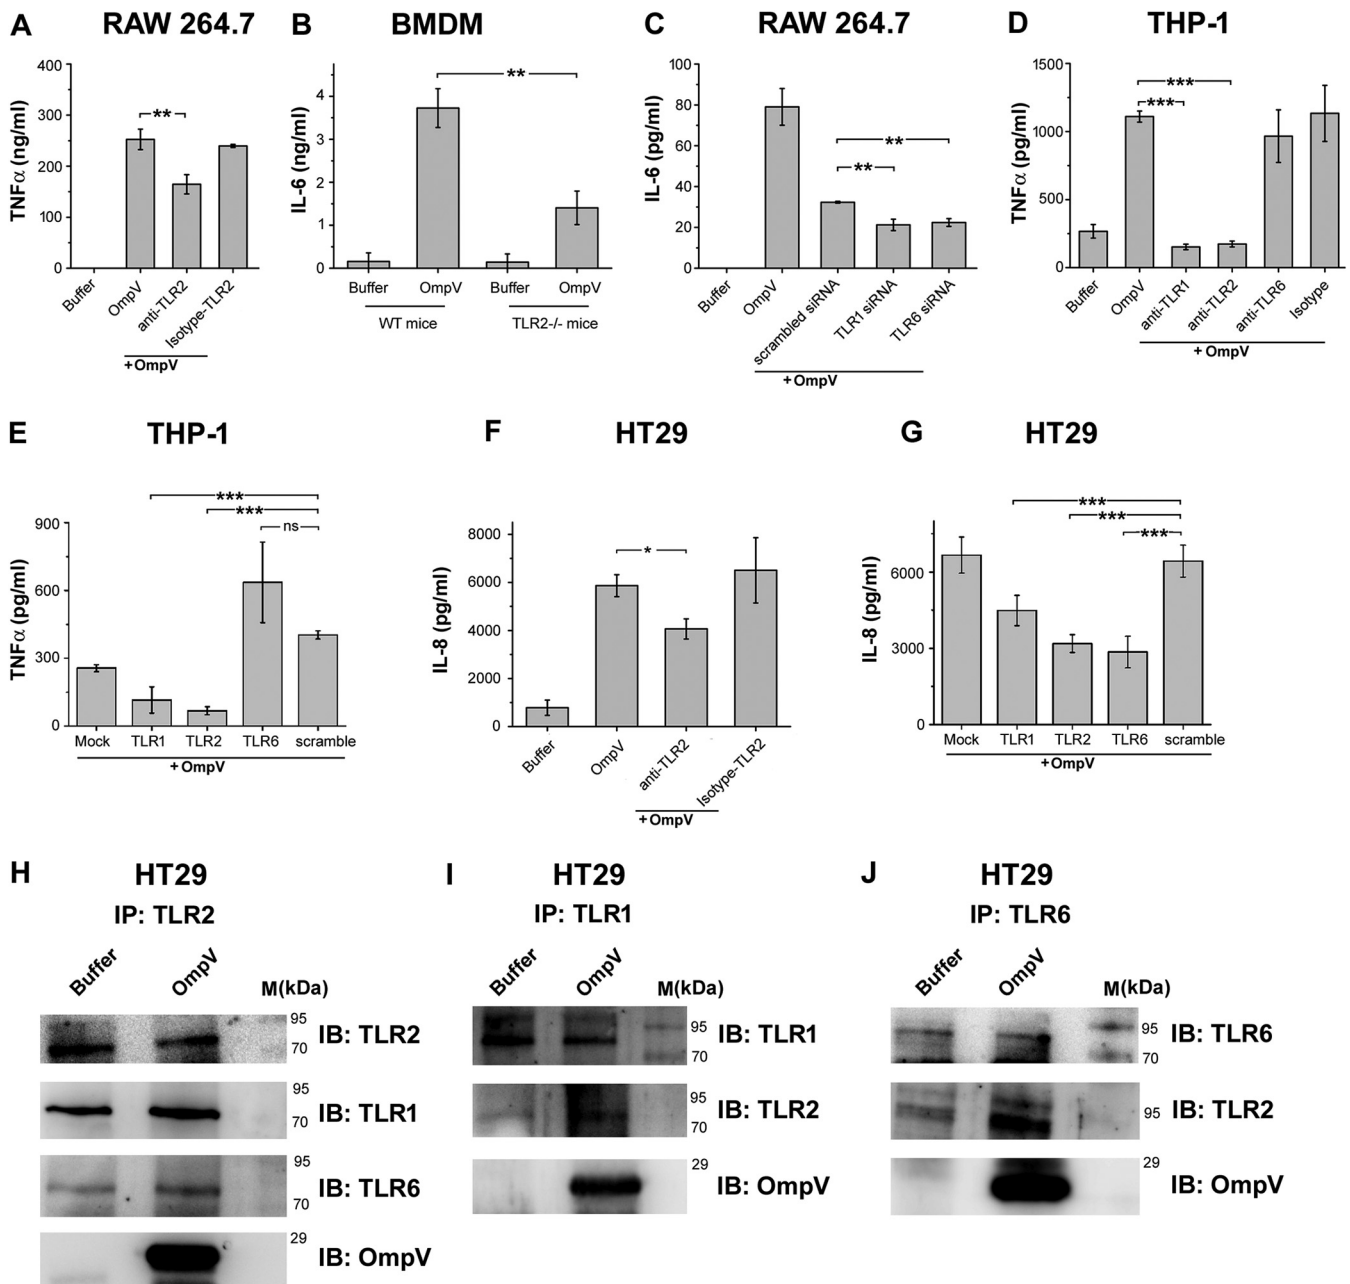 A RAW 264.7
TNFα (ng/ml)
400
300
200
100
0
**
Buffer
OmpV
anti-TLR2
Isotype-TLR2
+OmpV
B BMDM
IL-6 (ng/ml)
4
3
2
1
0
**
Buffer OmpV Buffer OmpV
WT mice TLR2-/- mice
C RAW 264.7
IL-6 (pg/ml)
100
80
60
40
20
0
**
**
Buffer
OmpV
scrambled siRNA
TLR1 siRNA
TLR6 siRNA
+OmpV
D THP-1
TNFα (pg/ml)
1500
1000
500
0
***
***
Buffer
OmpV
anti-TLR1
anti-TLR2
anti-TLR6
Isotype
+ OmpV
E THP-1
TNFα (pg/ml)
900
600
300
0
***
***
ns
Mock TLR1 TLR2 TLR6 scramble
+OmpV
F HT29
IL-8 (pg/ml)
8000
6000
4000
2000
0
*
Buffer
OmpV
anti-TLR2
Isotype-TLR2
+OmpV
G HT29
IL-8 (pg/ml)
6000
3000
0
***
***
***
Mock TLR1 TLR2 TLR6 scramble
+OmpV
H HT29
IP: TLR2
Buffer OmpV M(kDa)
95
70
IB: TLR2
95
70
IB: TLR1
95
70
IB: TLR6
29
IB: OmpV
I HT29
IP: TLR1
Buffer OmpV M(kDa)
95
70
IB: TLR1
95
70
IB: TLR2
29
IB: OmpV
J HT29
IP: TLR6
Buffer OmpV M(kDa)
95
70
IB: TLR6
95
IB: TLR2
29
IB: OmpV